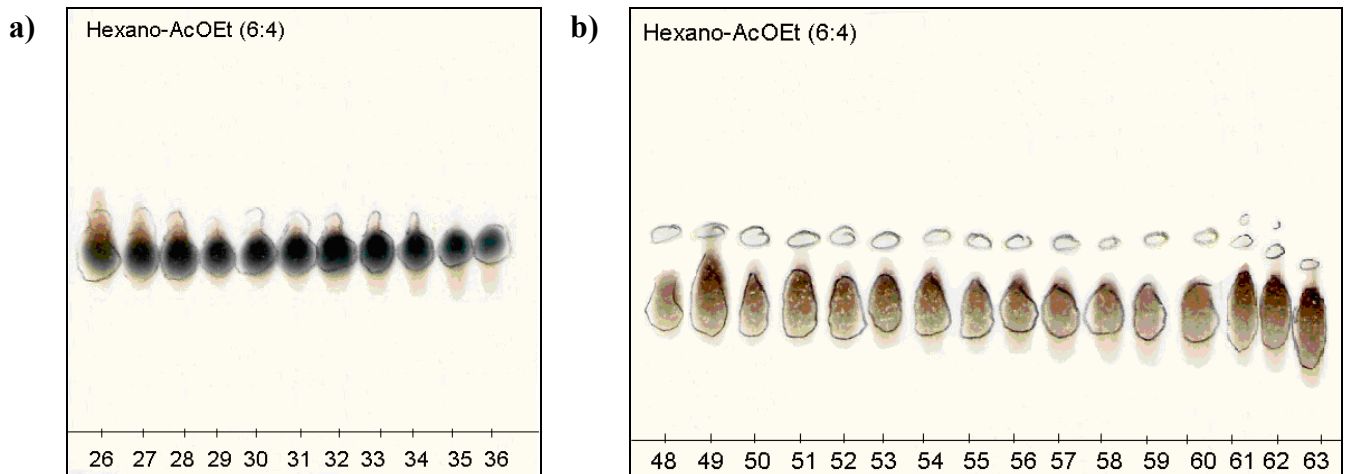 a)
Hexano-AcOEt (6:4)
26 27 28 29 30 31 32 33 34 35 36
b)
Hexano-AcOEt (6:4)
48 49 50 51 52 53 54 55 56 57 58 59 60 61 62 63